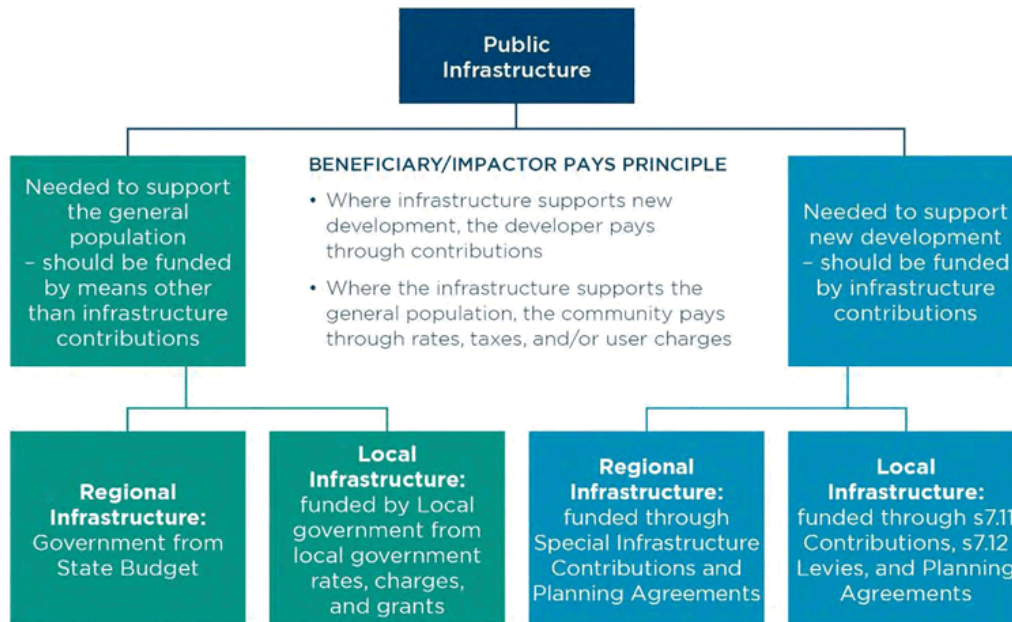 Public
Infrastructure
Needed to support
the general
population
– should be funded
by means other
than infrastructure
contributions
BENEFICIARY/IMPACTOR PAYS PRINCIPLE
• Where infrastructure supports new
development, the developer pays
through contributions
• Where the infrastructure supports the
general population, the community pays
through rates, taxes, and/or user charges
Needed to support
new development
– should be funded
by infrastructure
contributions
Regional
Infrastructure:
Government from
State Budget
Local
Infrastructure:
funded by Local
government from
local government
rates, charges,
and grants
Regional
Infrastructure:
funded through
Special Infrastructure
Contributions and
Planning Agreements
Local
Infrastructure:
funded through s7.11
Contributions, s7.12
Levies, and Planning
Agreements